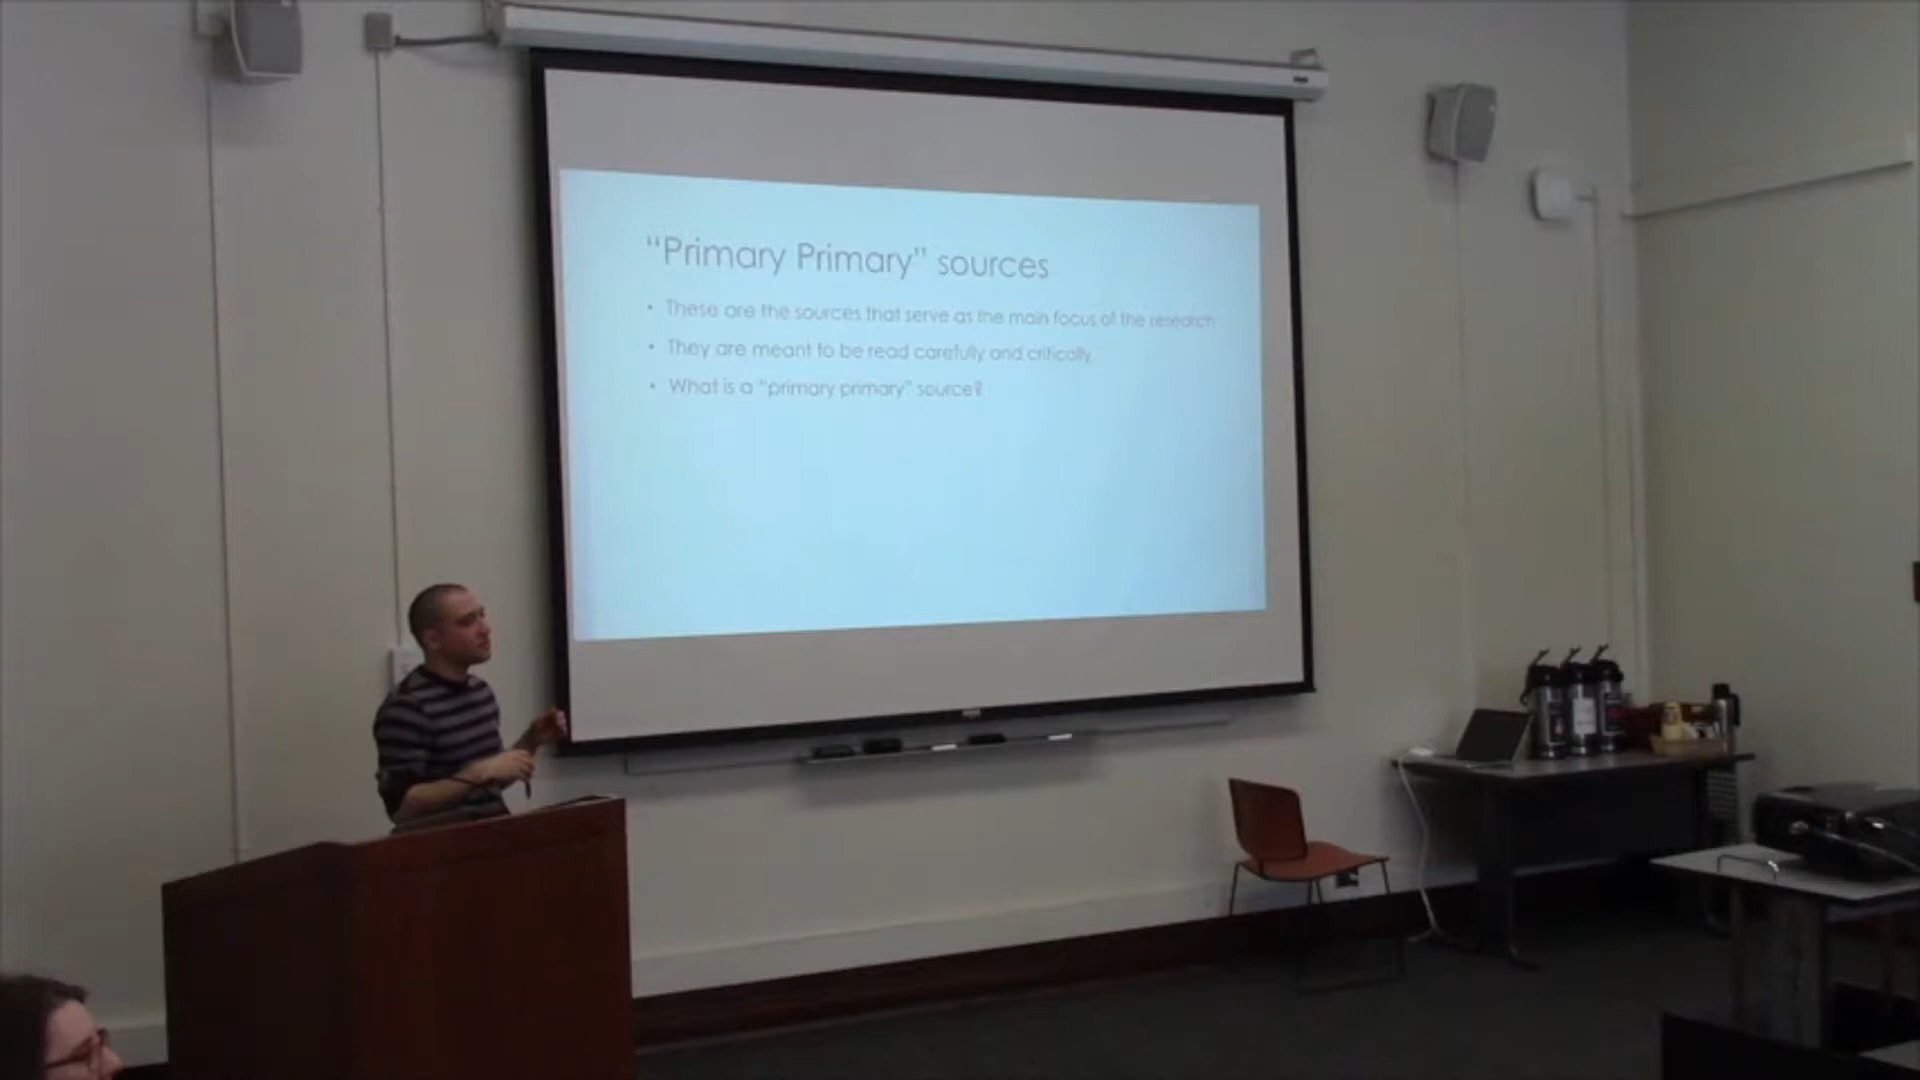 “Primary Primary” sources
• These are the sources that serve as the main focus of the research
• They are meant to be read carefully and critically.
• What is a “primary primary” source?